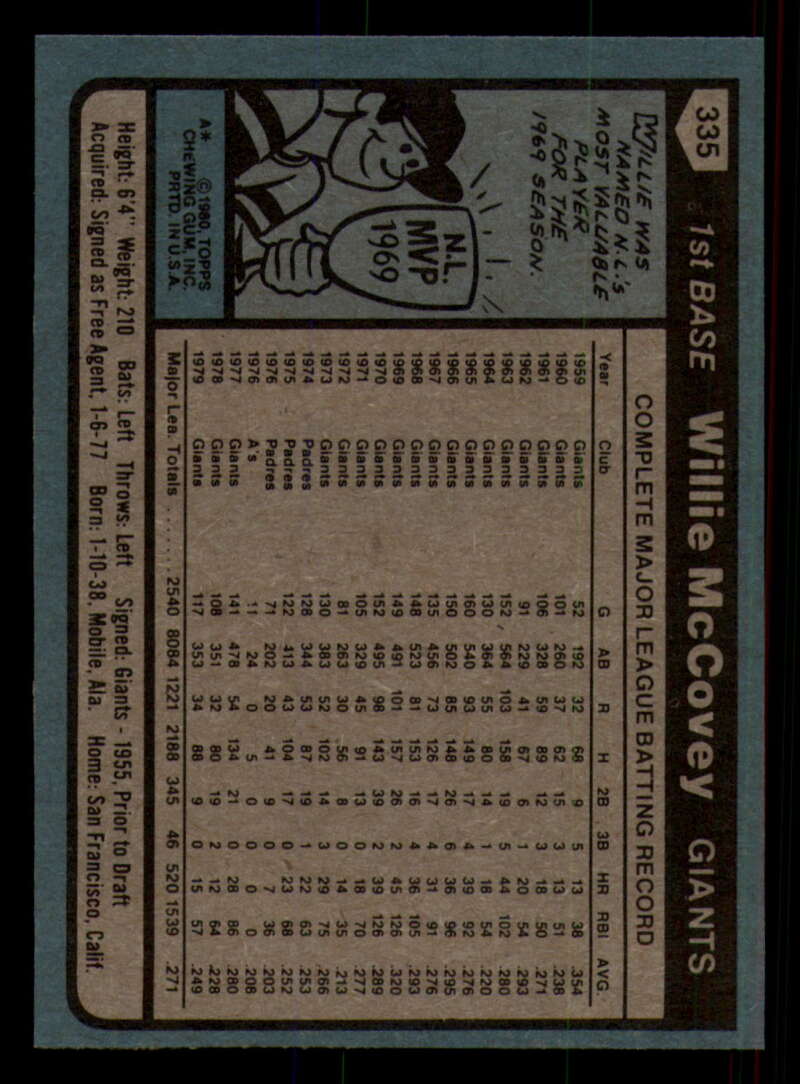 335 1st BASE Willie McCovey GIANTS
WILLIE WAS
NAMED N.L.'S
MOST VALUABLE
PLAYER
FOR THE
1969 SEASON.
N.L.
MVP
1969
A* ©1980 TOPPS
CHEWING GUM, INC.
PRTD. IN U.S.A.
COMPLETE MAJOR LEAGUE BATTING RECORD
Year Club G AB R H 2B 3B HR RBI AVG.
1959 Giants 52 192 32 68 9 5 13 38 .354
1960 Giants 101 260 37 62 15 3 13 51 .238
1961 Giants 106 328 59 89 12 3 18 50 .271
1962 Giants 91 229 41 67 6 1 20 54 .293
1963 Giants 152 564 103 158 19 5 44 102 .280
1964 Giants 130 364 55 80 14 1 18 54 .220
1965 Giants 160 540 93 149 17 4 39 92 .276
1966 Giants 150 502 85 148 26 6 36 96 .295
1967 Giants 135 456 73 126 17 4 31 91 .276
1968 Giants 148 523 81 153 16 4 36 105 .293
1969 Giants 149 491 101 157 26 2 45 126 .320
1970 Giants 152 495 98 143 39 2 39 126 .289
1971 Giants 105 329 45 91 13 0 18 70 .277
1972 Giants 81 263 30 56 8 0 14 35 .213
1973 Giants 130 383 52 102 14 3 29 75 .266
1974 Padres 128 344 53 87 19 1 22 63 .253
1975 Padres 122 413 43 104 17 0 23 68 .252
1976 Padres 71 202 20 41 9 0 7 36 .203
1976 A's 11 24 0 5 0 0 0 0 .208
1977 Giants 141 478 54 134 21 0 28 86 .280
1978 Giants 108 351 32 80 19 2 12 64 .228
1979 Giants 117 353 34 88 9 0 15 57 .249
Major Lea. Totals ....... 2540 8084 1221 2188 345 46 520 1539 .271
Height: 6'4" Weight: 210 Bats: Left Throws: Left Signed: Giants - 1955, Prior to Draft
Acquired: Signed as Free Agent, 1-6-77 Born: 1-10-38, Mobile, Ala. Home: San Francisco, Calif.